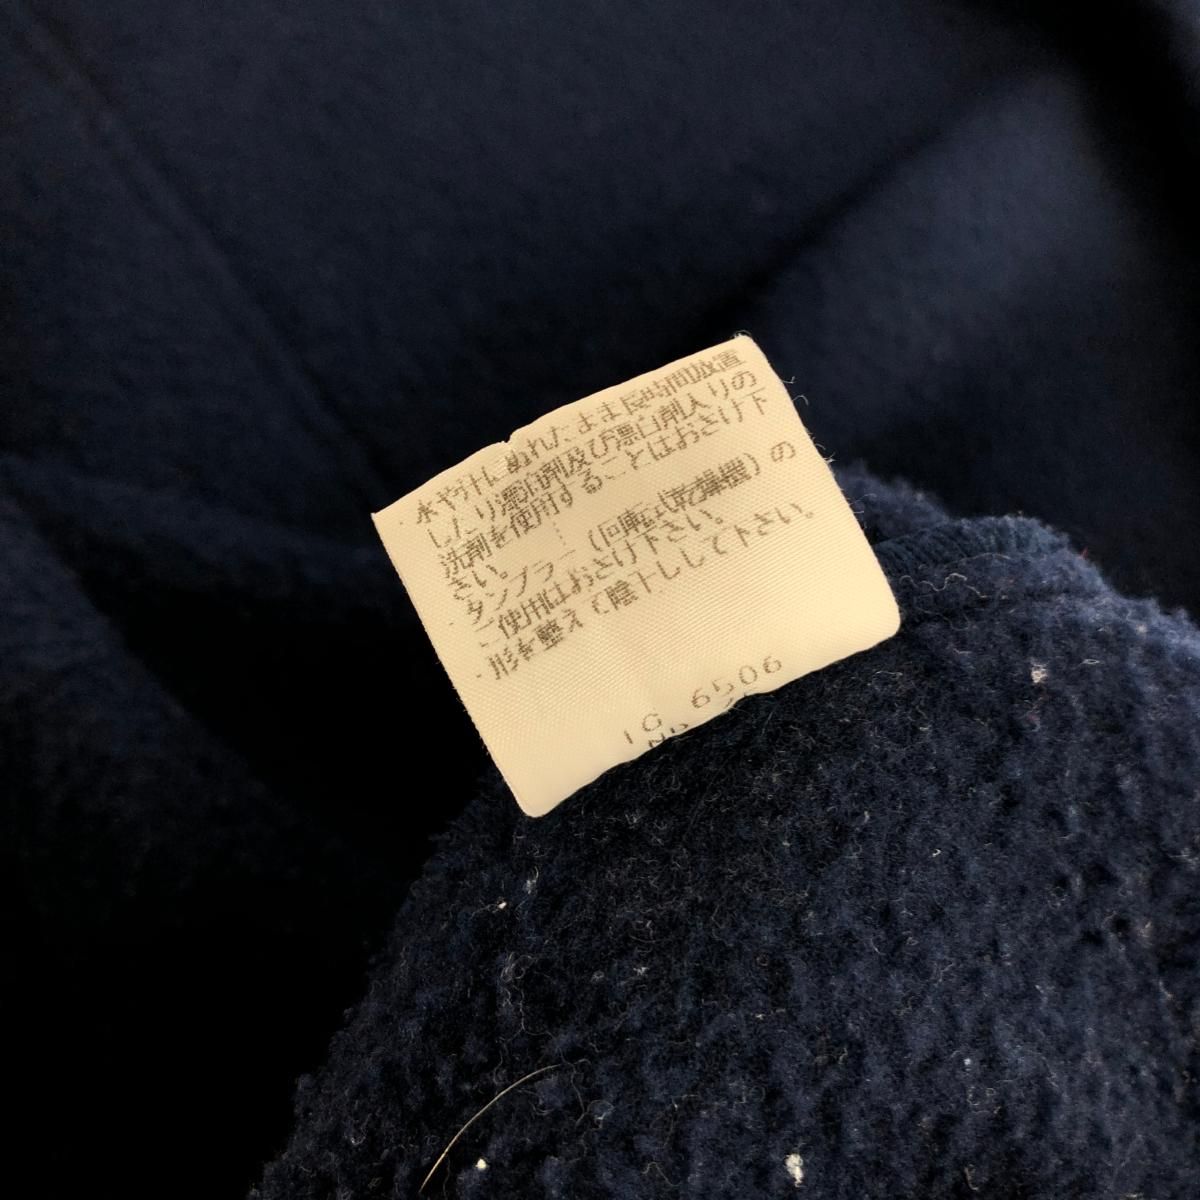 ・水や汗にぬれたまま長時間放置
したり漂白剤及び漂白剤入りの
洗剤を使用することはおさけ下
さい。
・タンブラー(回転式乾燥機)の
ご使用はおさけ下さい。
・形を整えて陰干しして下さい。
IG 6506